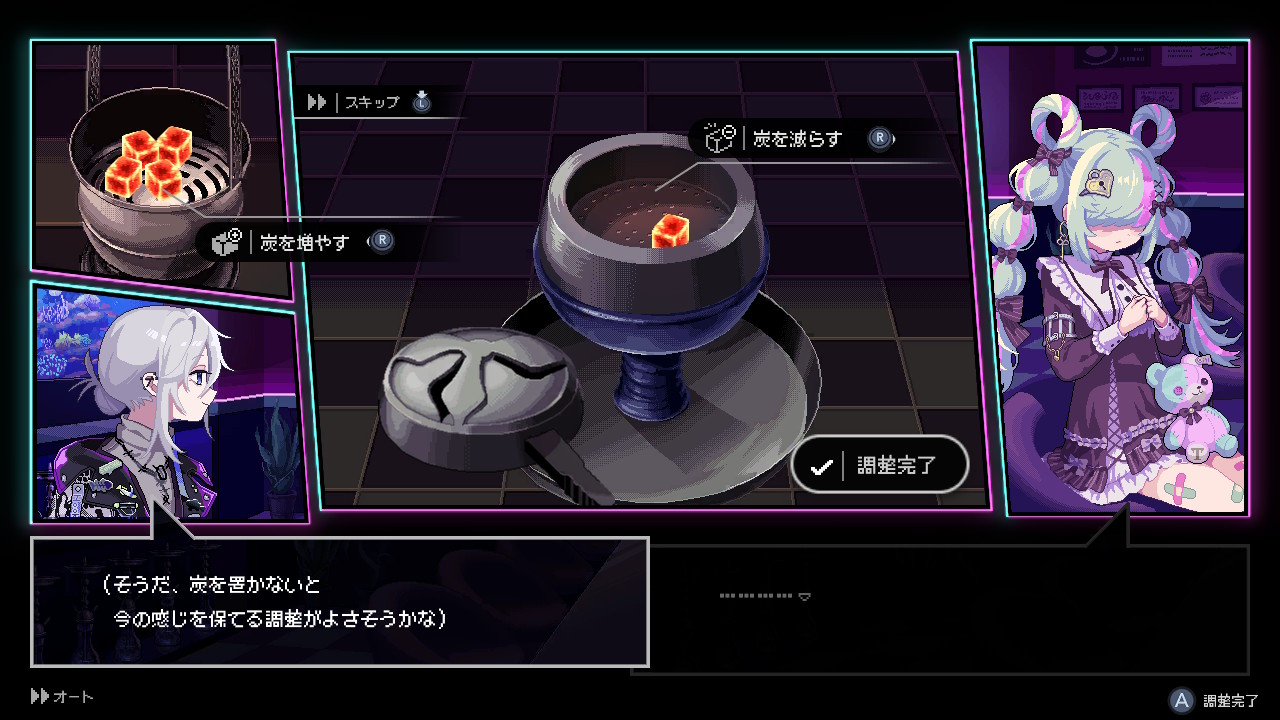 スキップ L
炭を減らす R
炭を増やす R
調整完了
(そうだ、炭を置かないと
今の感じを保てる調整がよさそうかな)
…………
オート
A 調整完了